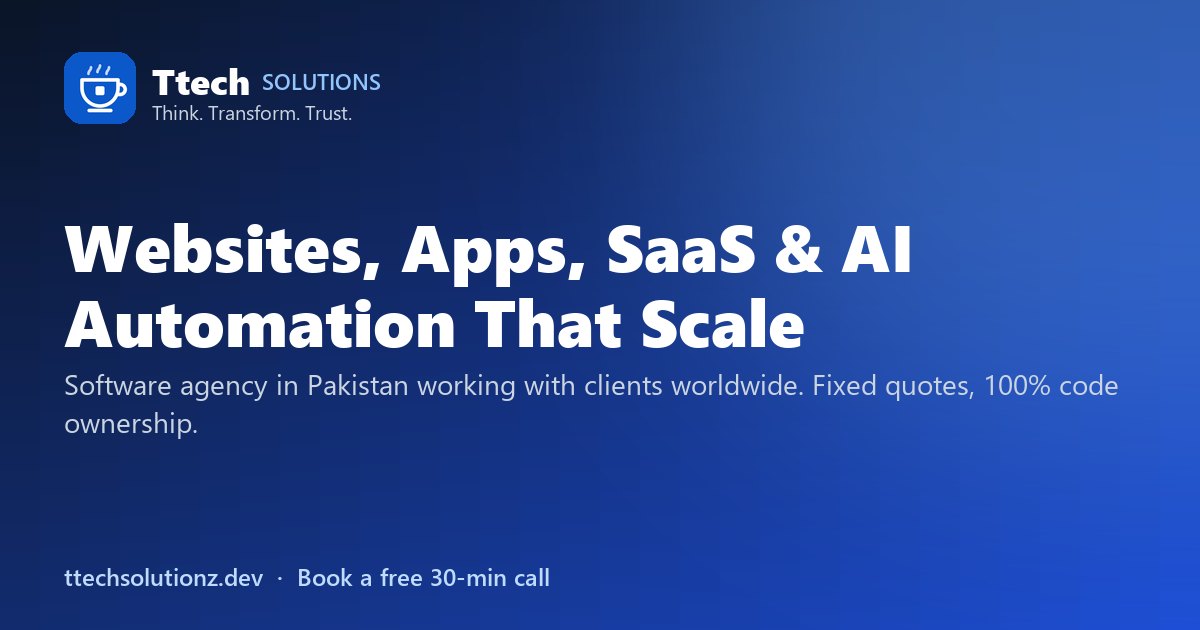 Ttech SOLUTIONS
Think. Transform. Trust.
Websites, Apps, SaaS & AI
Automation That Scale
Software agency in Pakistan working with clients worldwide. Fixed quotes, 100% code
ownership.
ttechsolutionz.dev · Book a free 30-min call